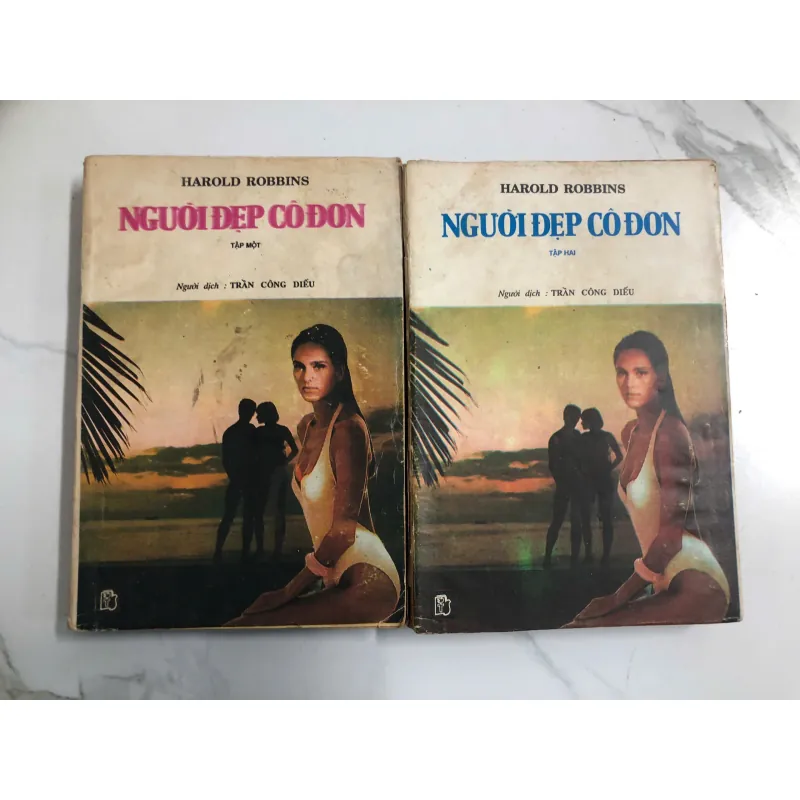 HAROLD ROBBINS
NGƯỜI ĐẸP CÔ ĐƠN
TẬP MỘT
Người dịch : TRẦN CÔNG DIẾU
HAROLD ROBBINS
NGƯỜI ĐẸP CÔ ĐƠN
TẬP HAI
Người dịch : TRẦN CÔNG DIẾU